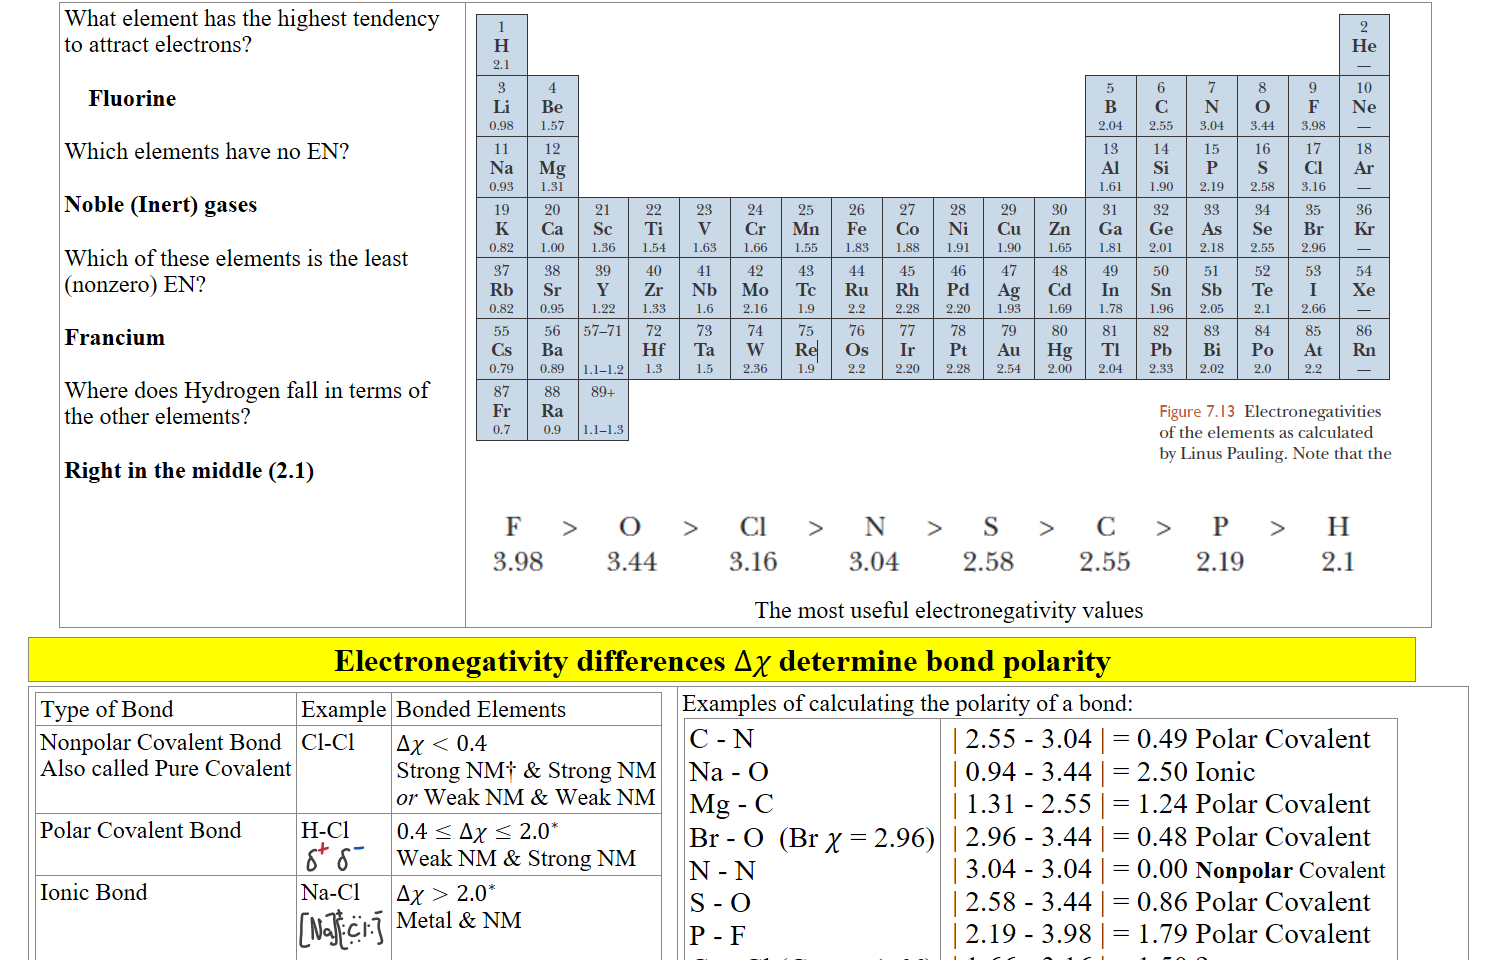 What element has the highest tendency
to attract electrons?
Fluorine
Which elements have no EN?
Noble (Inert) gases
Which of these elements is the least
(nonzero) EN?
Francium
Where does Hydrogen fall in terms of
the other elements?
Right in the middle (2.1)
1 2
H He
2.1 —
3 4 5 6 7 8 9 10
Li Be B C N O F Ne
0.98 1.57 2.04 2.55 3.04 3.44 3.98 —
11 12 13 14 15 16 17 18
Na Mg Al Si P S Cl Ar
0.93 1.31 1.61 1.90 2.19 2.58 3.16 —
19 20 21 22 23 24 25 26 27 28 29 30 31 32 33 34 35 36
K Ca Sc Ti V Cr Mn Fe Co Ni Cu Zn Ga Ge As Se Br Kr
0.82 1.00 1.36 1.54 1.63 1.66 1.55 1.83 1.88 1.91 1.90 1.65 1.81 2.01 2.18 2.55 2.96 —
37 38 39 40 41 42 43 44 45 46 47 48 49 50 51 52 53 54
Rb Sr Y Zr Nb Mo Tc Ru Rh Pd Ag Cd In Sn Sb Te I Xe
0.82 0.95 1.22 1.33 1.6 2.16 1.9 2.2 2.28 2.20 1.93 1.69 1.78 1.96 2.05 2.1 2.66 —
55 56 57–71 72 73 74 75 76 77 78 79 80 81 82 83 84 85 86
Cs Ba Hf Ta W Re Os Ir Pt Au Hg Tl Pb Bi Po At Rn
0.79 0.89 1.1–1.2 1.3 1.5 2.36 1.9 2.2 2.20 2.28 2.54 2.00 2.04 2.33 2.02 2.0 2.2 —
87 88 89+
Fr Ra
0.7 0.9 1.1–1.3
Figure 7.13 Electronegativities
of the elements as calculated
by Linus Pauling. Note that the
F > O > Cl > N > S > C > P > H
3.98 3.44 3.16 3.04 2.58 2.55 2.19 2.1
The most useful electronegativity values
Electronegativity differences Δχ determine bond polarity
Type of Bond Example Bonded Elements
Nonpolar Covalent Bond Cl-Cl Δχ < 0.4
Also called Pure Covalent Strong NM† & Strong NM
or Weak NM & Weak NM
Polar Covalent Bond H-Cl 0.4 ≤ Δχ ≤ 2.0*
δ+ δ− Weak NM & Strong NM
Ionic Bond Na-Cl Δχ > 2.0*
[Na]+[:Cl:]− Metal & NM
Examples of calculating the polarity of a bond:
C - N | 2.55 - 3.04 | = 0.49 Polar Covalent
Na - O | 0.94 - 3.44 | = 2.50 Ionic
Mg - C | 1.31 - 2.55 | = 1.24 Polar Covalent
Br - O (Br χ = 2.96) | 2.96 - 3.44 | = 0.48 Polar Covalent
N - N | 3.04 - 3.04 | = 0.00 Nonpolar Covalent
S - O | 2.58 - 3.44 | = 0.86 Polar Covalent
P - F | 2.19 - 3.98 | = 1.79 Polar Covalent